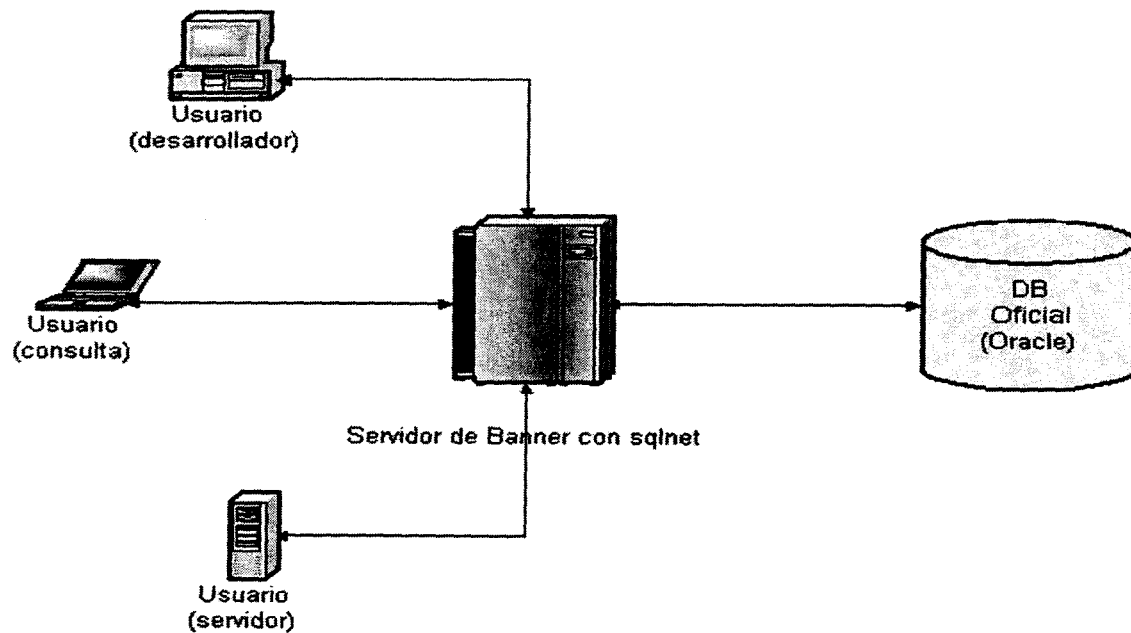 Usuario
(desarrollador)
Usuario
(consulta)
DB
Oficial
(Oracle)
Servidor de Banner con sqlnet
Usuario
(servidor)